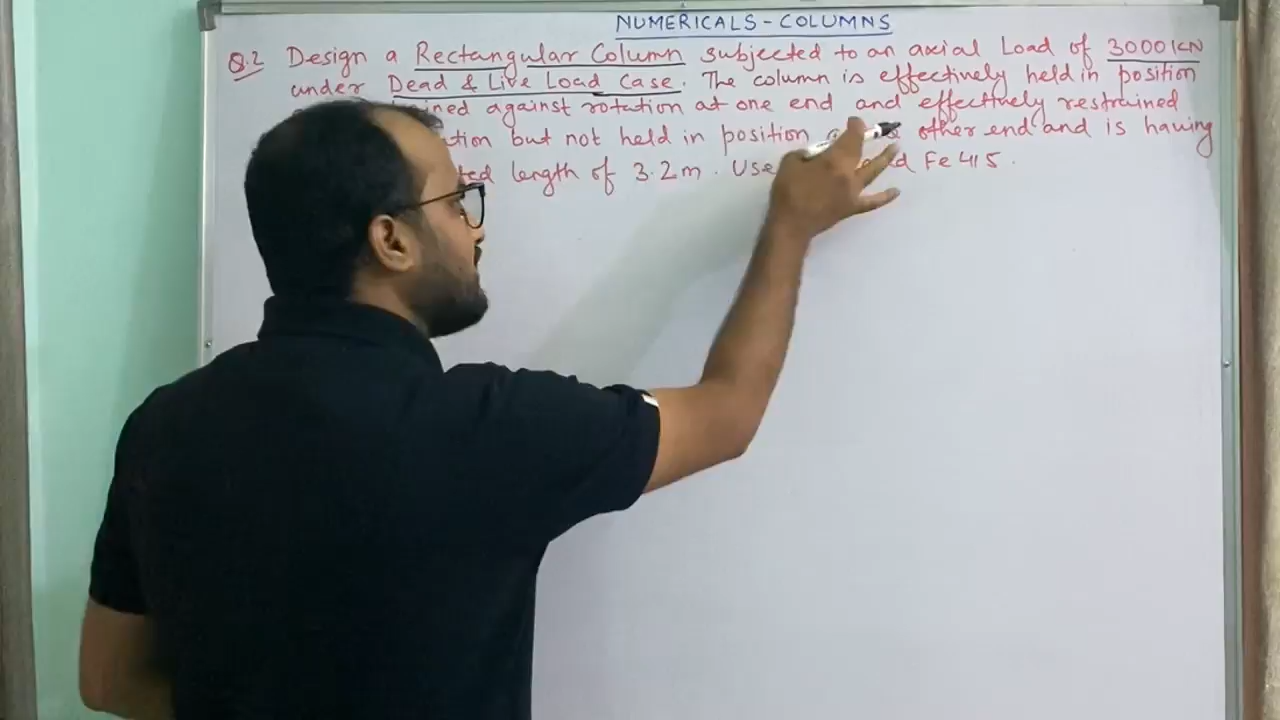 NUMERICALS - COLUMNS
Q.2 Design a Rectangular Column subjected to an axial Load of 3000 KN
under Dead & Live Load Case. The column is effectively held in position
against rotation at one end and effectively restrained
but not held in position other end and is having
length of 3.2m. Use Fe 415.